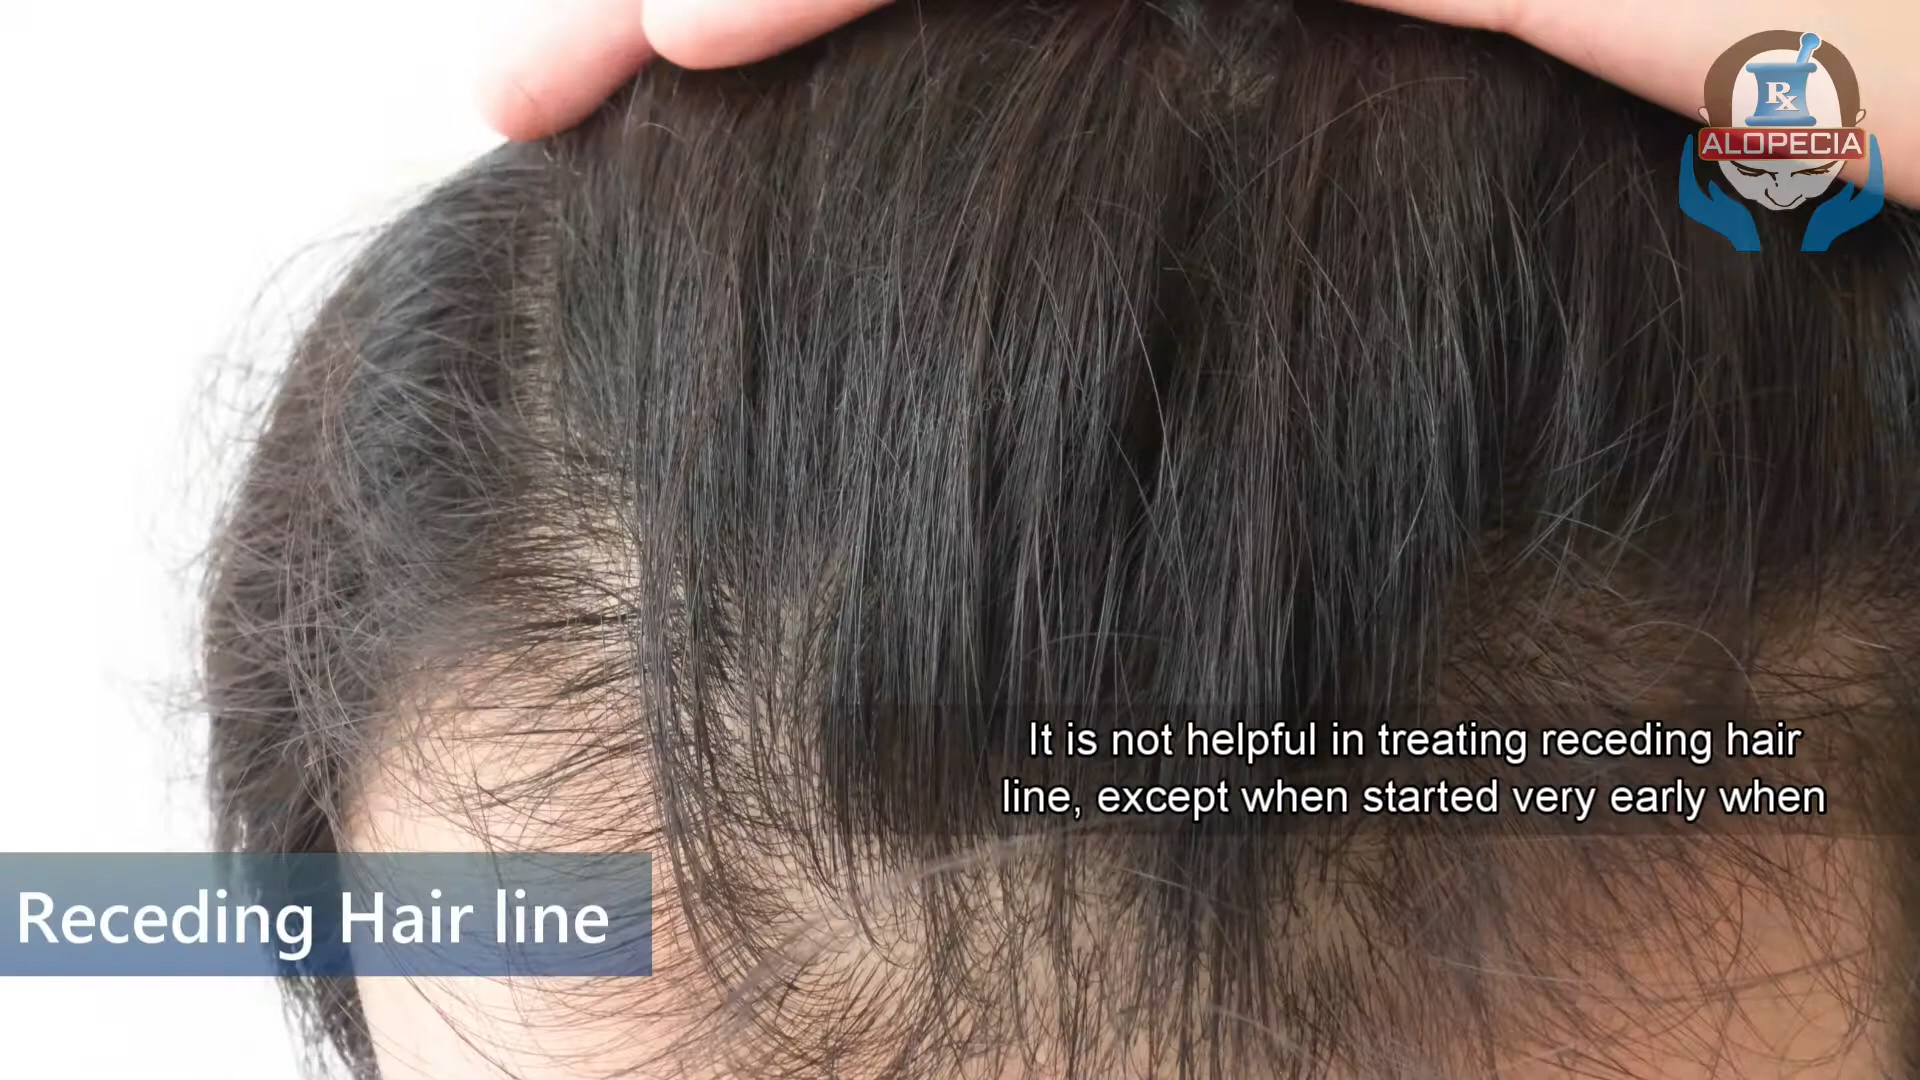 Rx
ALOPECIA
It is not helpful in treating receding hair
line, except when started very early when
Receding Hair line